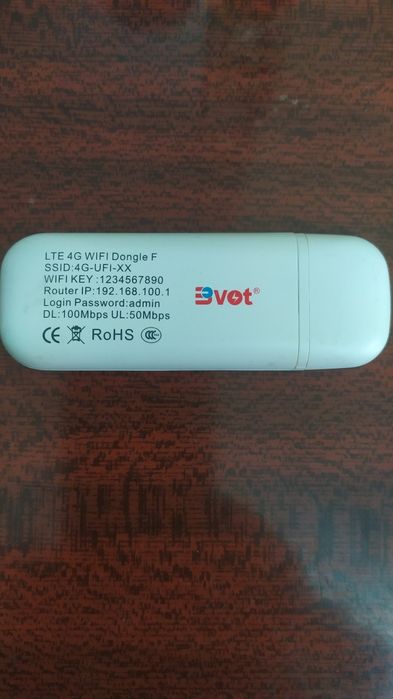 LTE 4G WIFI Dongle F
SSID:4G-UFI-XX
WIFI KEY :1234567890
Router IP:192.168.100.1
Login Password:admin
DL:100Mbps UL:50Mbps
CE RoHS CCC
Bvot®